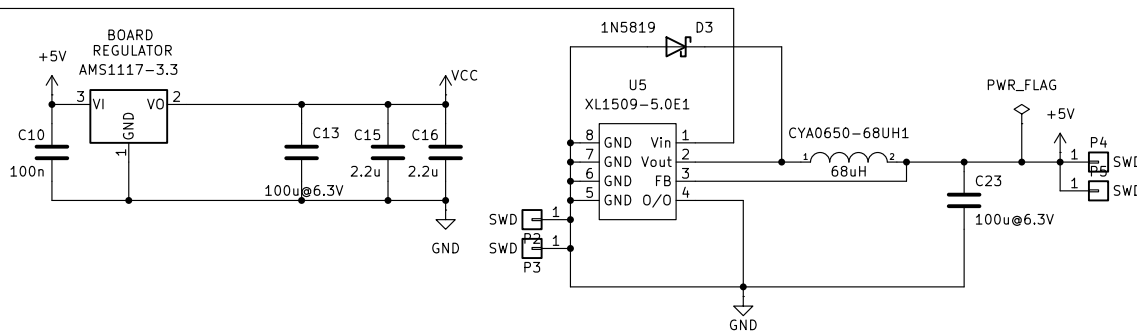 BOARD
REGULATOR
AMS1117-3.3
+5V
3 VI VO 2
GND
1
C10
100n
C13
100u@6.3V
C15
2.2u
C16
2.2u
VCC
GND
1N5819 D3
U5
XL1509-5.0E1
8 GND Vin 1
7 GND Vout 2
6 GND FB 3
5 GND O/O 4
SWD 1
P2
SWD 1
P3
GND
CYA0650-68UH1
1 2
68uH
PWR_FLAG
+5V
C23
100u@6.3V
P4
1 SWD
P5
1 SWD